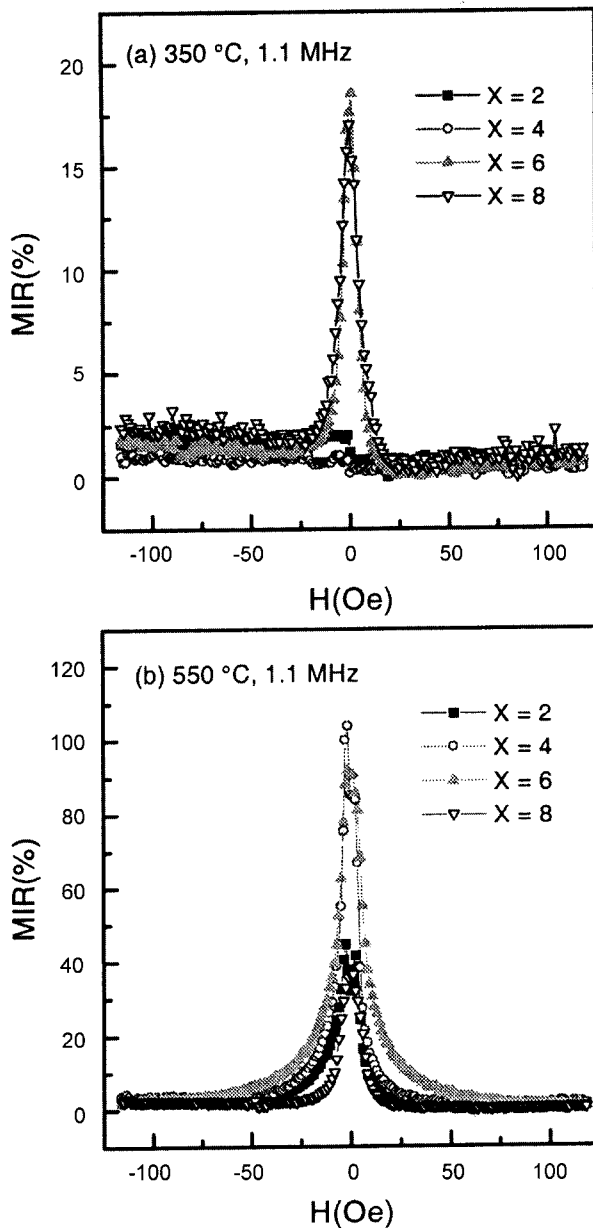 (a) 350 °C, 1.1 MHz
X = 2
X = 4
X = 6
X = 8
20
15
10
5
0
MIR(%)
-100
-50
0
50
100
H(Oe)
(b) 550 °C, 1.1 MHz
X = 2
X = 4
X = 6
X = 8
120
100
80
60
40
20
0
MIR(%)
-100
-50
0
50
100
H(Oe)